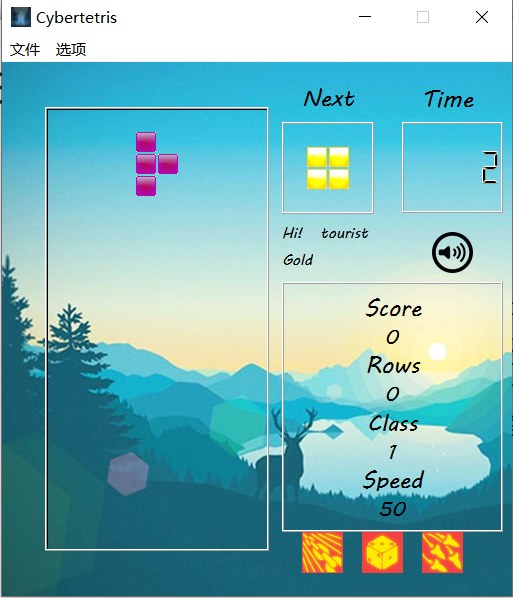 Cybertetris
文件 选项
Next Time
2
Hi! tourist
Gold
Score
0
Rows
0
Class
1
Speed
50